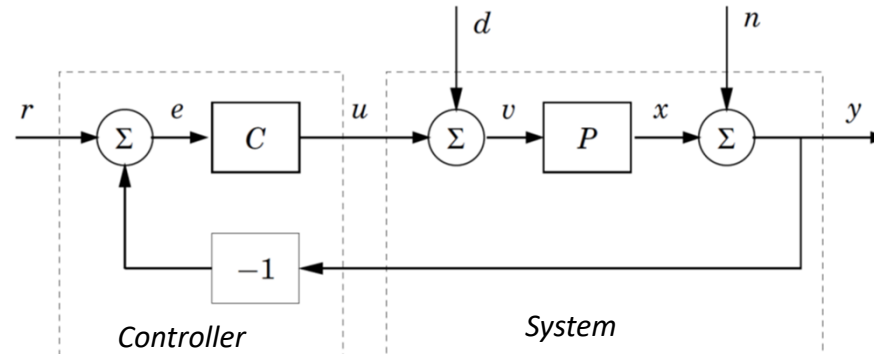 d
n
r
e
u
v
x
y
Σ
C
Σ
P
Σ
−1
Controller
System